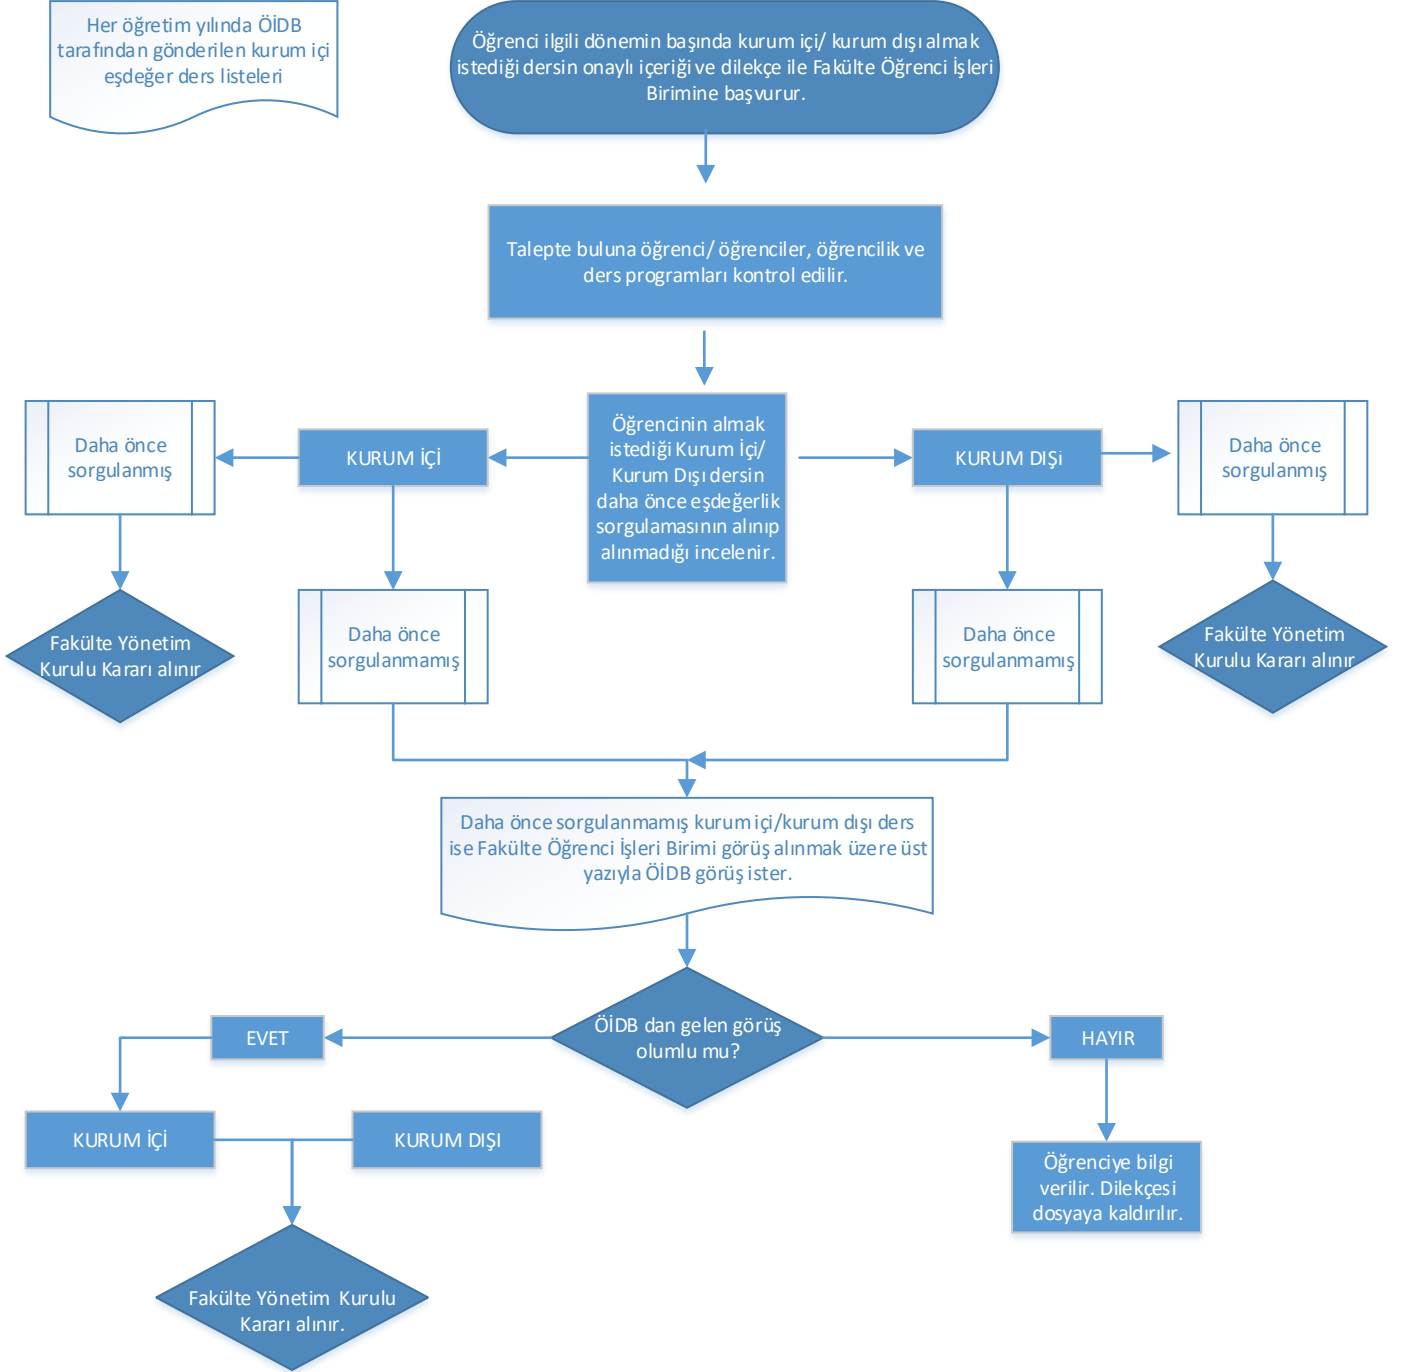 Her öğretim yılında ÖİDB
tarafından gönderilen kurum içi
eşdeğer ders listeleri
Öğrenci ilgili dönemin başında kurum içi/ kurum dışı almak
istediği dersin onaylı içeriği ve dilekçe ile Fakülte Öğrenci İşleri
Birimine başvurur.
Talepte buluna öğrenci/ öğrenciler, öğrencilik ve
ders programları kontrol edilir.
Daha önce
sorgulanmış
KURUM İÇİ
Öğrencinin almak
istediği Kurum İçi/
Kurum Dışı dersin
daha önce eşdeğerlik
sorgulamasının alınıp
alınmadığı incelenir.
KURUM DIŞi
Daha önce
sorgulanmış
Fakülte Yönetim
Kurulu Kararı alınır
Daha önce
sorgulanmamış
Daha önce
sorgulanmamış
Fakülte Yönetim
Kurulu Kararı alınır
Daha önce sorgulanmamış kurum içi/kurum dışı ders
ise Fakülte Öğrenci İşleri Birimi görüş alınmak üzere üst
yazıyla ÖİDB görüş ister.
EVET
ÖİDB dan gelen görüş
olumlu mu?
HAYIR
KURUM İÇİ
KURUM DIŞI
Öğrenciye bilgi
verilir. Dilekçesi
dosyaya kaldırılır.
Fakülte Yönetim Kurulu
Kararı alınır.